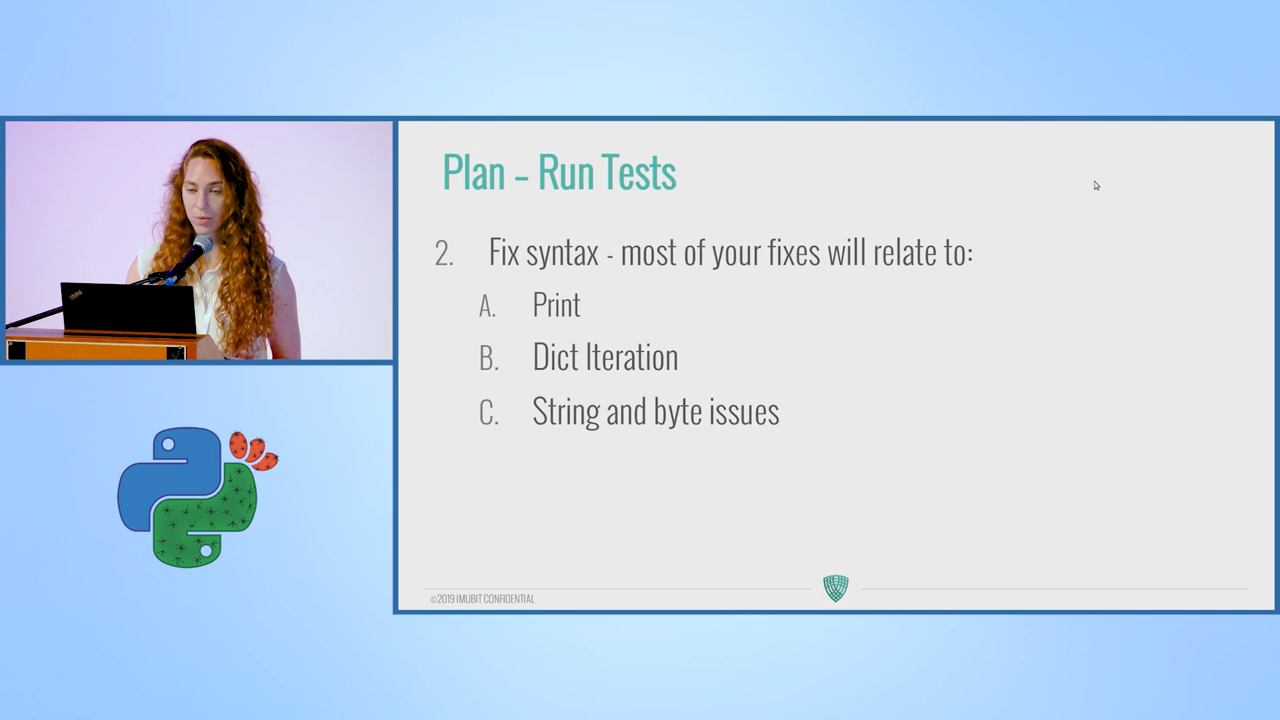 Plan – Run Tests
2. Fix syntax - most of your fixes will relate to:
A. Print
B. Dict Iteration
C. String and byte issues
©2019 IMUBIT CONFIDENTIAL